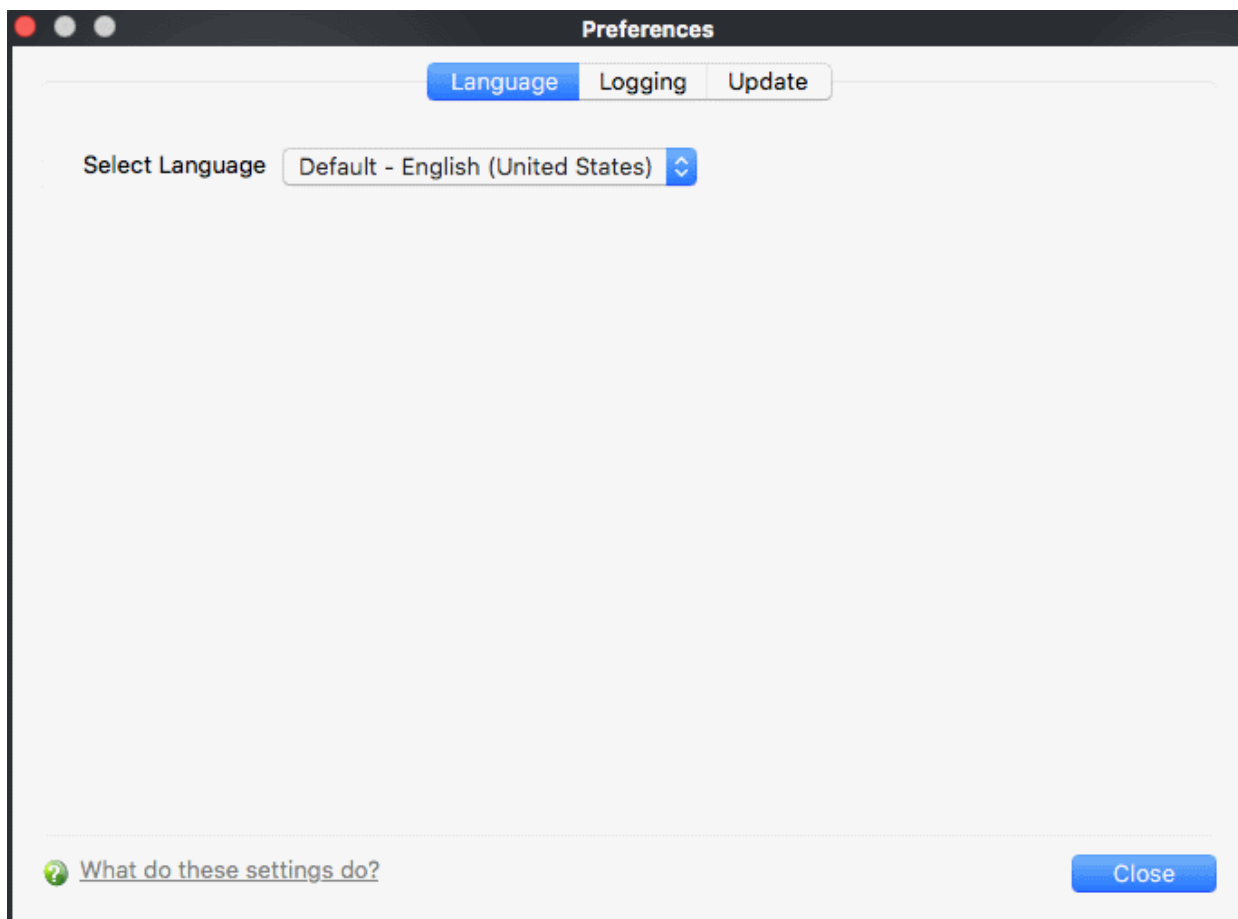 Preferences
Language Logging Update
Select Language Default - English (United States)
What do these settings do?
Close